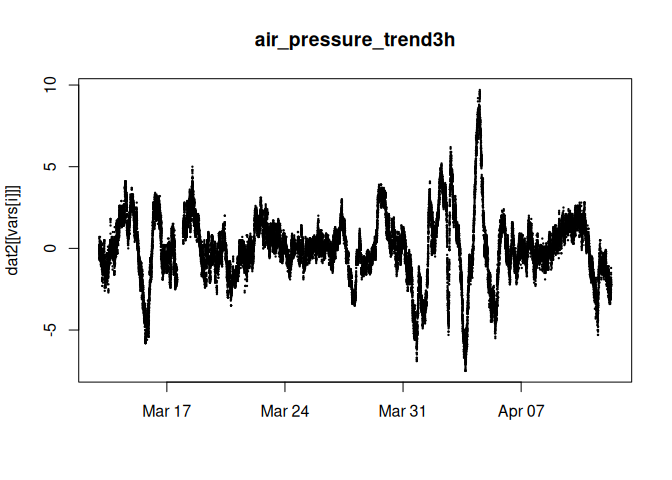 air_pressure_trend3h
dat2[[vars[i]]]
10
5
0
-5
Mar 17
Mar 24
Mar 31
Apr 07